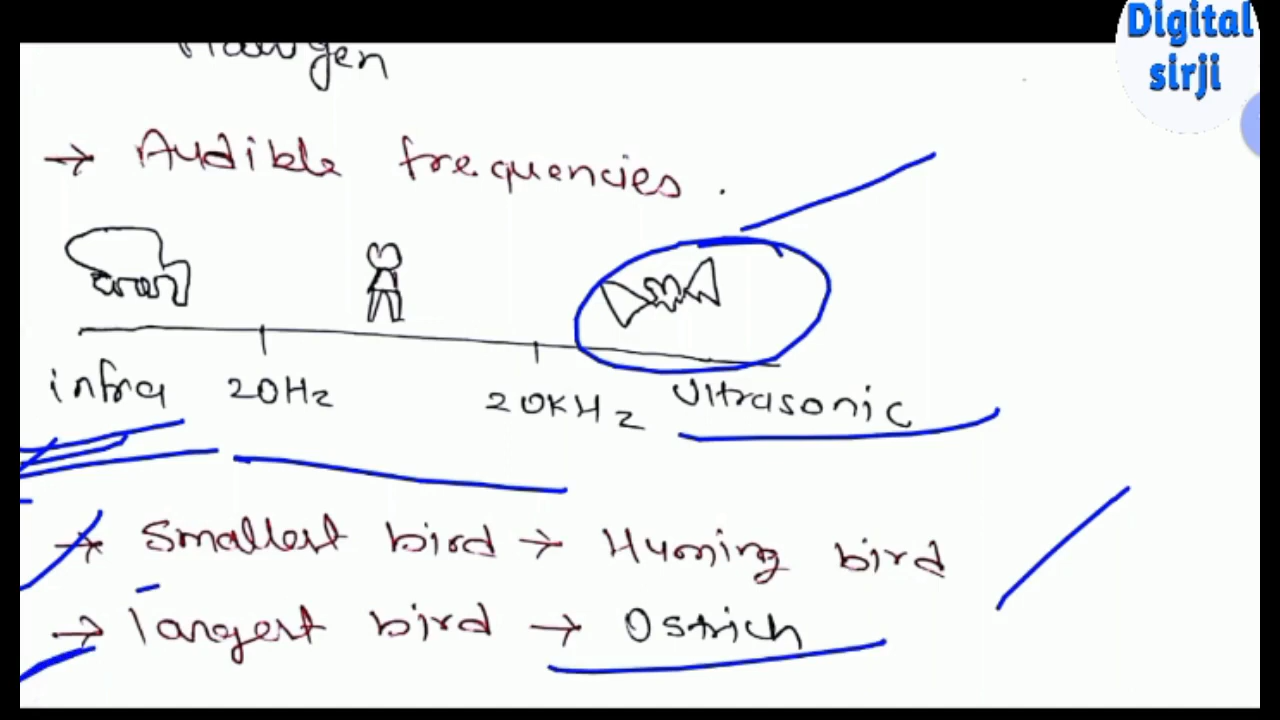 Digital
sirji
→ Audible frequencies.
infra 20Hz 20KHz Ultrasonic
→ Smallest bird → Huming bird
→ largest bird → Ostrich